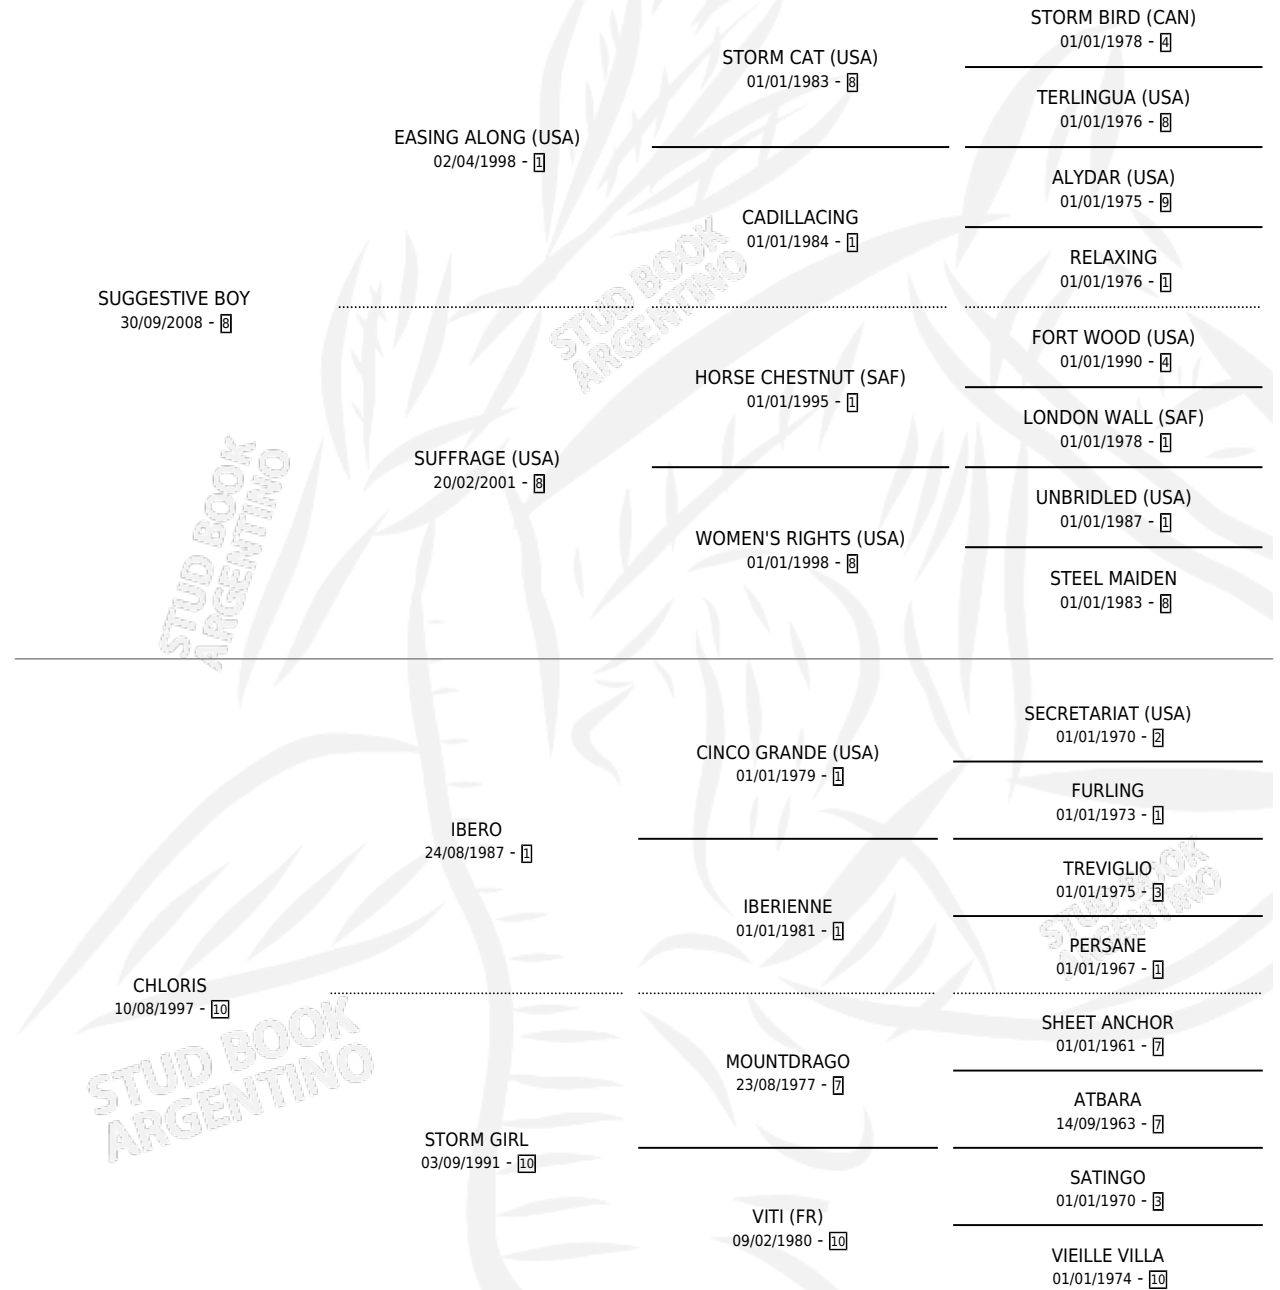 STORM BIRD (CAN)
01/01/1978 - 4
STORM CAT (USA)
01/01/1983 - 8
TERLINGUA (USA)
01/01/1976 - 8
EASING ALONG (USA)
02/04/1998 - 1
ALYDAR (USA)
01/01/1975 - 9
CADILLACING
01/01/1984 - 1
RELAXING
01/01/1976 - 1
SUGGESTIVE BOY
30/09/2008 - 8
FORT WOOD (USA)
01/01/1990 - 4
HORSE CHESTNUT (SAF)
01/01/1995 - 1
LONDON WALL (SAF)
01/01/1978 - 1
SUFFRAGE (USA)
20/02/2001 - 8
UNBRIDLED (USA)
01/01/1987 - 1
WOMEN'S RIGHTS (USA)
01/01/1998 - 8
STEEL MAIDEN
01/01/1983 - 8
SECRETARIAT (USA)
01/01/1970 - 2
CINCO GRANDE (USA)
01/01/1979 - 1
FURLING
01/01/1973 - 1
IBERO
24/08/1987 - 1
TREVIGLIO
01/01/1975 - 3
IBERIENNE
01/01/1981 - 1
PERSANE
01/01/1967 - 1
CHLORIS
10/08/1997 - 10
SHEET ANCHOR
01/01/1961 - 7
MOUNTDRAGO
23/08/1977 - 7
ATBARA
14/09/1963 - 7
STORM GIRL
03/09/1991 - 10
SATINGO
01/01/1970 - 3
VITI (FR)
09/02/1980 - 10
VIEILLE VILLA
01/01/1974 - 10
STUD BOOK
ARGENTINO
STUD BOOK
ARGENTINO
STUD BOOK
ARGENTINO
STUD BOOK
ARGENTINO